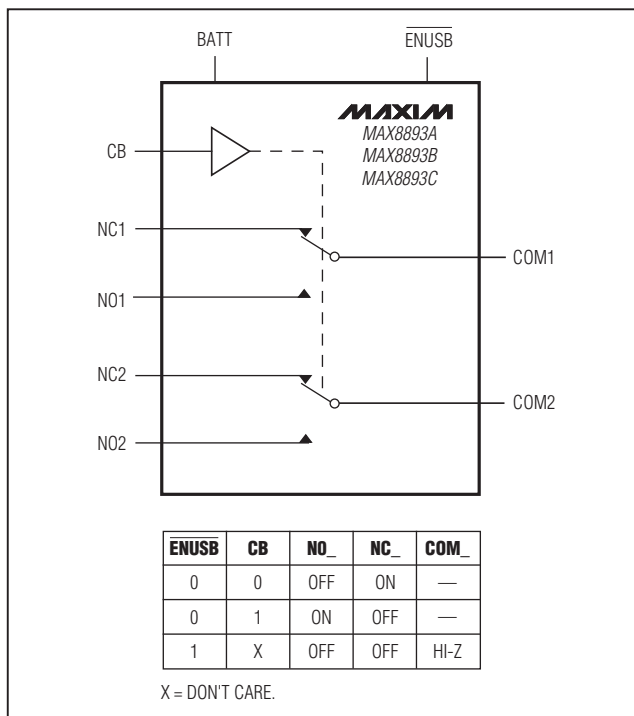 BATT
ENUSB
MAXIM
MAX8893A
MAX8893B
MAX8893C
CB
NC1
COM1
NO1
NC2
COM2
NO2
ENUSB CB NO_ NC_ COM_
0 0 OFF ON —
0 1 ON OFF —
1 X OFF OFF HI-Z
X = DON'T CARE.